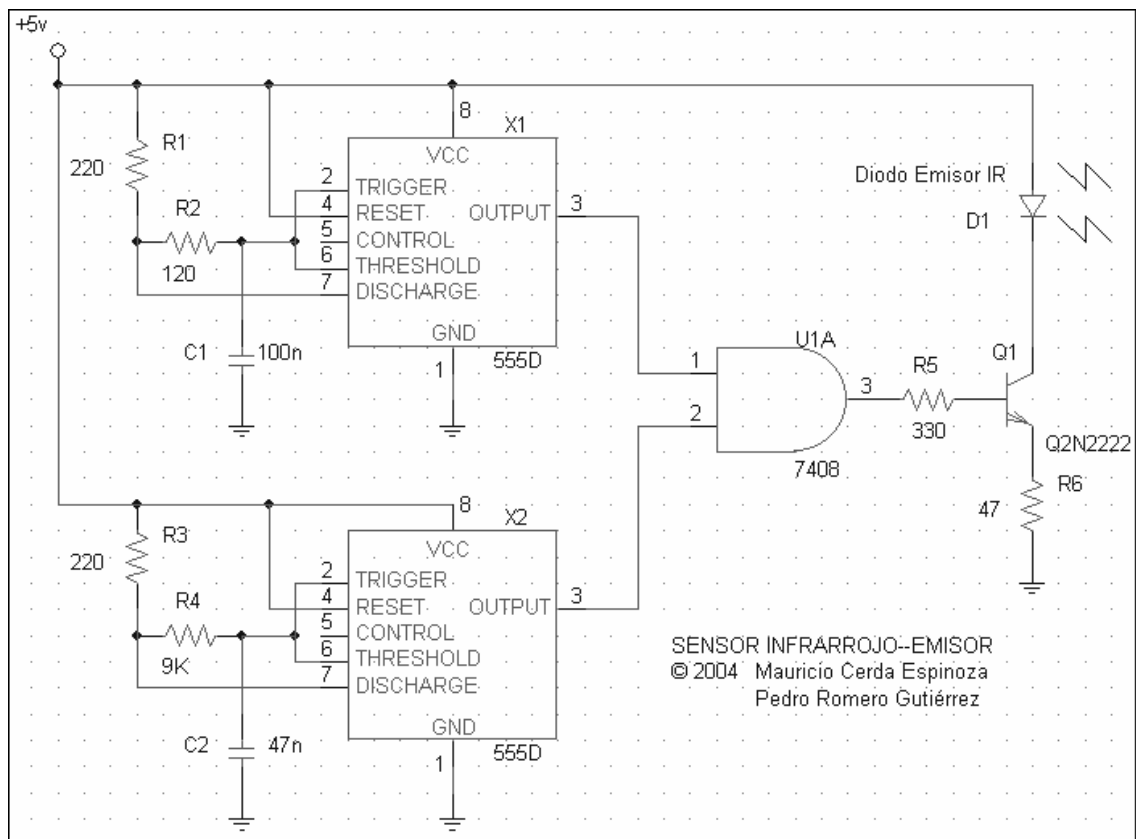 +5v
R1
220
R2
120
C1
100n
X1
8
VCC
2
TRIGGER
4
RESET
5
CONTROL
6
THRESHOLD
7
DISCHARGE
OUTPUT
3
GND
1
555D
Diodo Emisor IR
D1
U1A
1
2
3
7408
R5
330
Q1
Q2N2222
R6
47
R3
220
R4
9K
C2
47n
X2
8
VCC
2
TRIGGER
4
RESET
5
CONTROL
6
THRESHOLD
7
DISCHARGE
OUTPUT
3
GND
1
555D
SENSOR INFRARROJO--EMISOR
© 2004 Mauricio Cerda Espinoza
Pedro Romero Gutiérrez